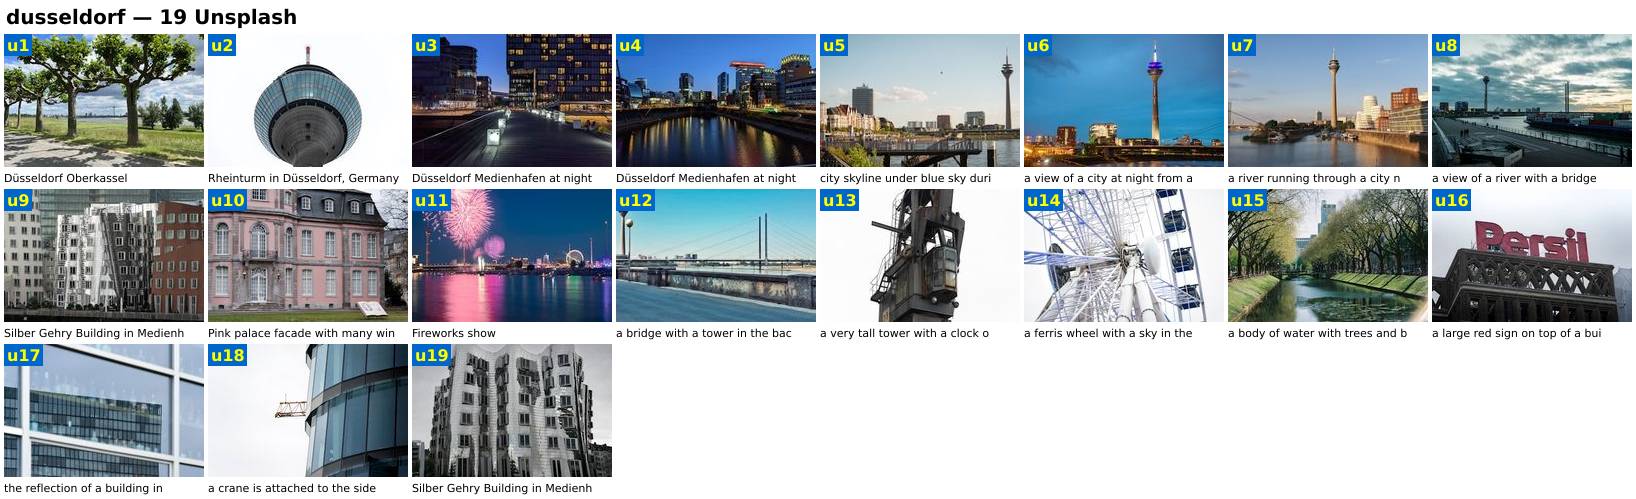 dusseldorf — 19 Unsplash
u1
u2
u3
u4
u5
u6
u7
u8
Düsseldorf Oberkassel
Rheinturm in Düsseldorf, Germany
Düsseldorf Medienhafen at night
Düsseldorf Medienhafen at night
city skyline under blue sky duri
a view of a city at night from a
a river running through a city n
a view of a river with a bridge
u9
u10
u11
u12
u13
u14
u15
u16
Persil
Silber Gehry Building in Medienh
Pink palace facade with many win
Fireworks show
a bridge with a tower in the bac
a very tall tower with a clock o
a ferris wheel with a sky in the
a body of water with trees and b
a large red sign on top of a bui
u17
u18
u19
the reflection of a building in
a crane is attached to the side
Silber Gehry Building in Medienh